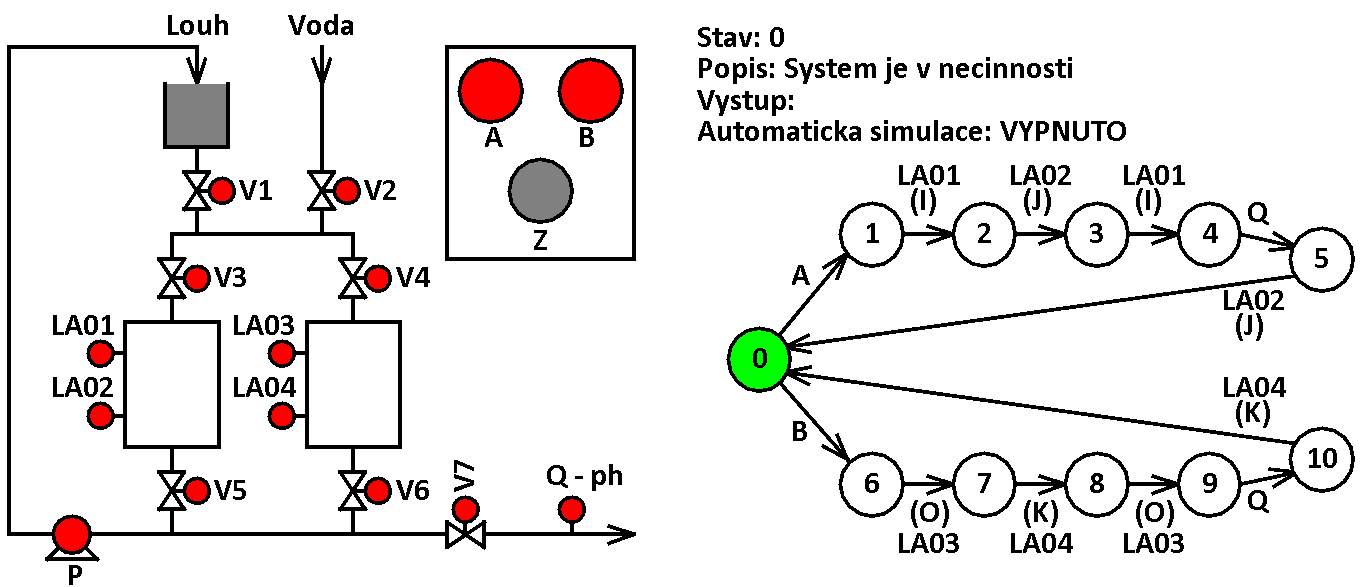 Louh
Voda
V1
V2
V3
V4
LA01
LA03
LA02
LA04
V5
V6
V7
Q - ph
P
A
B
Z
Stav: 0
Popis: System je v necinnosti
Vystup:
Automaticka simulace: VYPNUTO
LA01
(I)
LA02
(J)
LA01
(I)
Q
1
2
3
4
5
A
LA02
(J)
0
B
LA04
(K)
6
7
8
9
10
(O)
LA03
(K)
LA04
(O)
LA03
Q